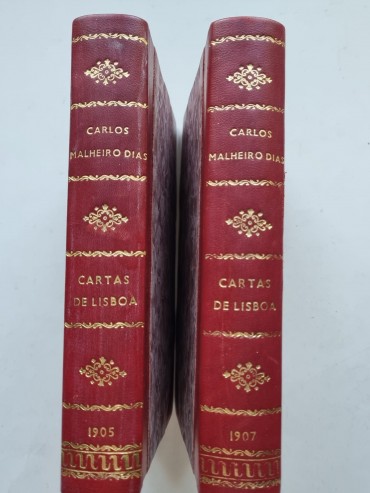 CARLOS
MALHEIRO DIAS
CARTAS
DE LISBOA
1905
CARLOS
MALHEIRO DIAS
CARTAS
DE LISBOA
1907